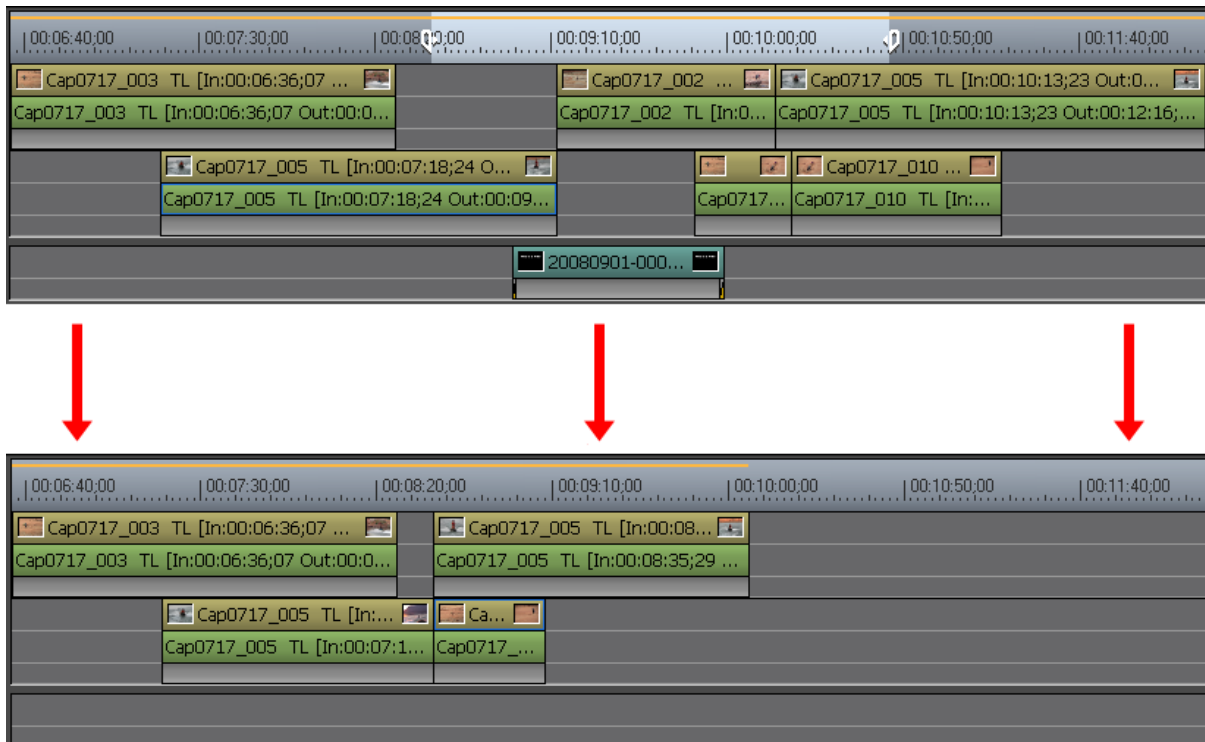 00:06:40;00 00:07:30;00 00:08 0;00 00:09:10;00 00:10:00;00 00:10:50;00 00:11:40;00
Cap0717_003 TL [In:00:06:36;07 Cap0717_002 ... Cap0717_005 TL [In:00:10:13;23 Out:0...
Cap0717_003 TL [In:00:06:36;07 Out:00:0... Cap0717_002 TL [In:0... Cap0717_005 TL [In:00:10:13;23 Out:00:12:16;...
Cap0717_005 TL [In:00:07:18;24 O... Cap0717_010 ...
Cap0717_005 TL [In:00:07:18;24 Out:00:09... Cap0717... Cap0717_010 TL [In:...
20080901-000...
00:06:40;00 00:07:30;00 00:08:20;00 00:09:10;00 00:10:00;00 00:10:50;00 00:11:40;00
Cap0717_003 TL [In:00:06:36;07 ... Cap0717_005 TL [In:00:08...
Cap0717_003 TL [In:00:06:36;07 Out:00:0... Cap0717_005 TL [In:00:08:35;29 ...
Cap0717_005 TL [In:... Ca...
Cap0717_005 TL [In:00:07:1... Cap0717_...